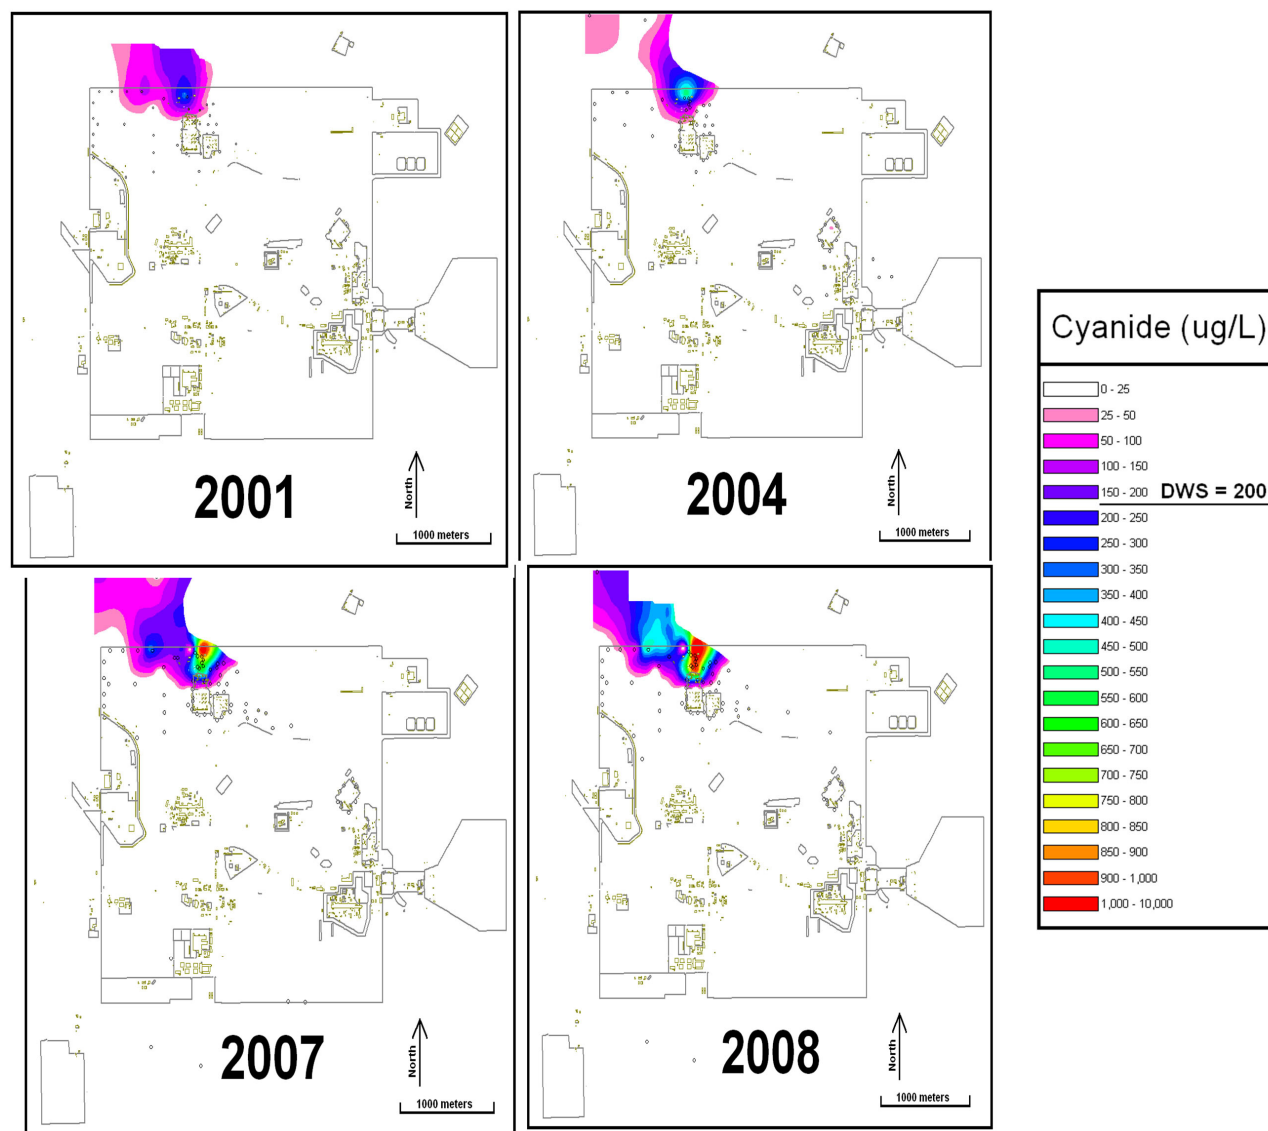 2001
North
1000 meters
2004
North
1000 meters
Cyanide (ug/L)
0 - 25
25 - 50
50 - 100
100 - 150
150 - 200
DWS = 200
200 - 250
250 - 300
300 - 350
350 - 400
400 - 450
450 - 500
500 - 550
550 - 600
600 - 650
650 - 700
700 - 750
750 - 800
800 - 850
850 - 900
900 - 1,000
1,000 - 10,000
2007
North
1000 meters
2008
North
1000 meters